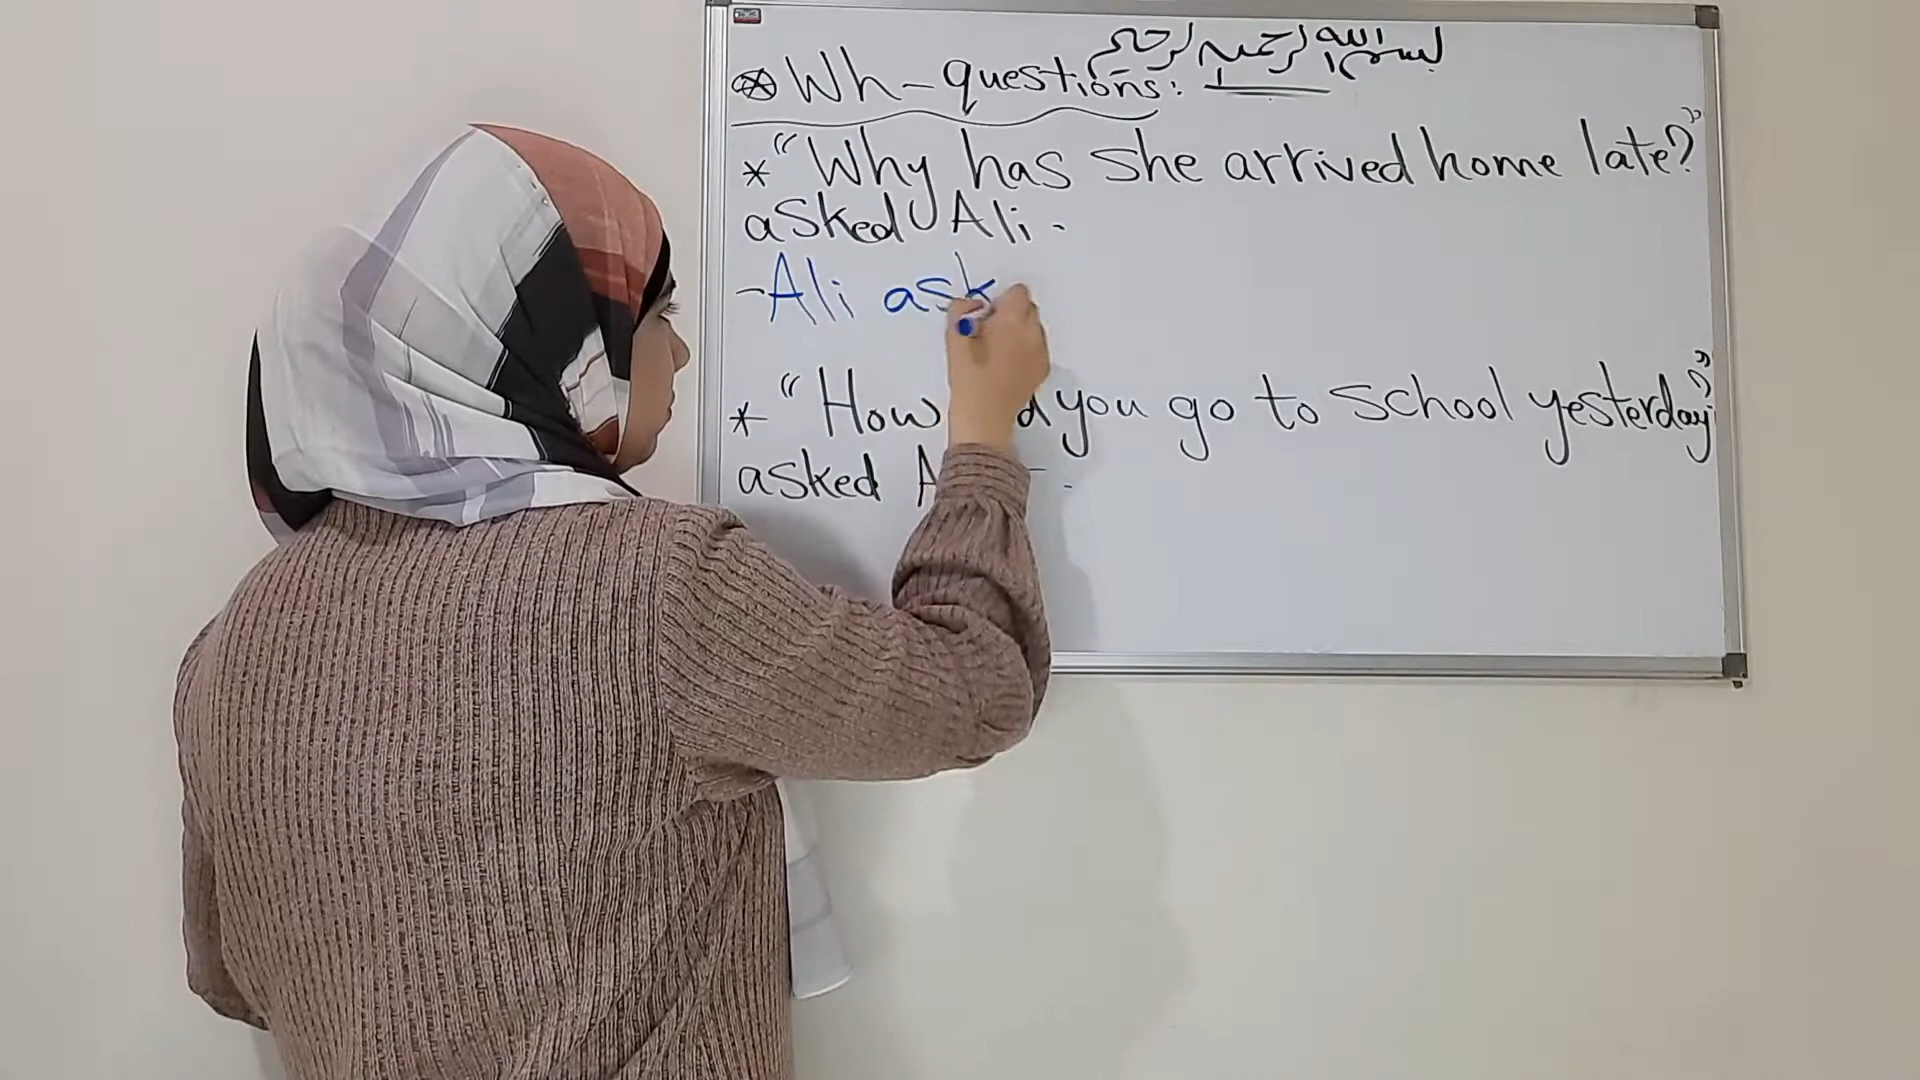 بسم الله الرحمن الرحيم
Wh-questions:
* "Why has she arrived home late?"
asked Ali.
-Ali ask
* "How you go to school yesterday?"
asked